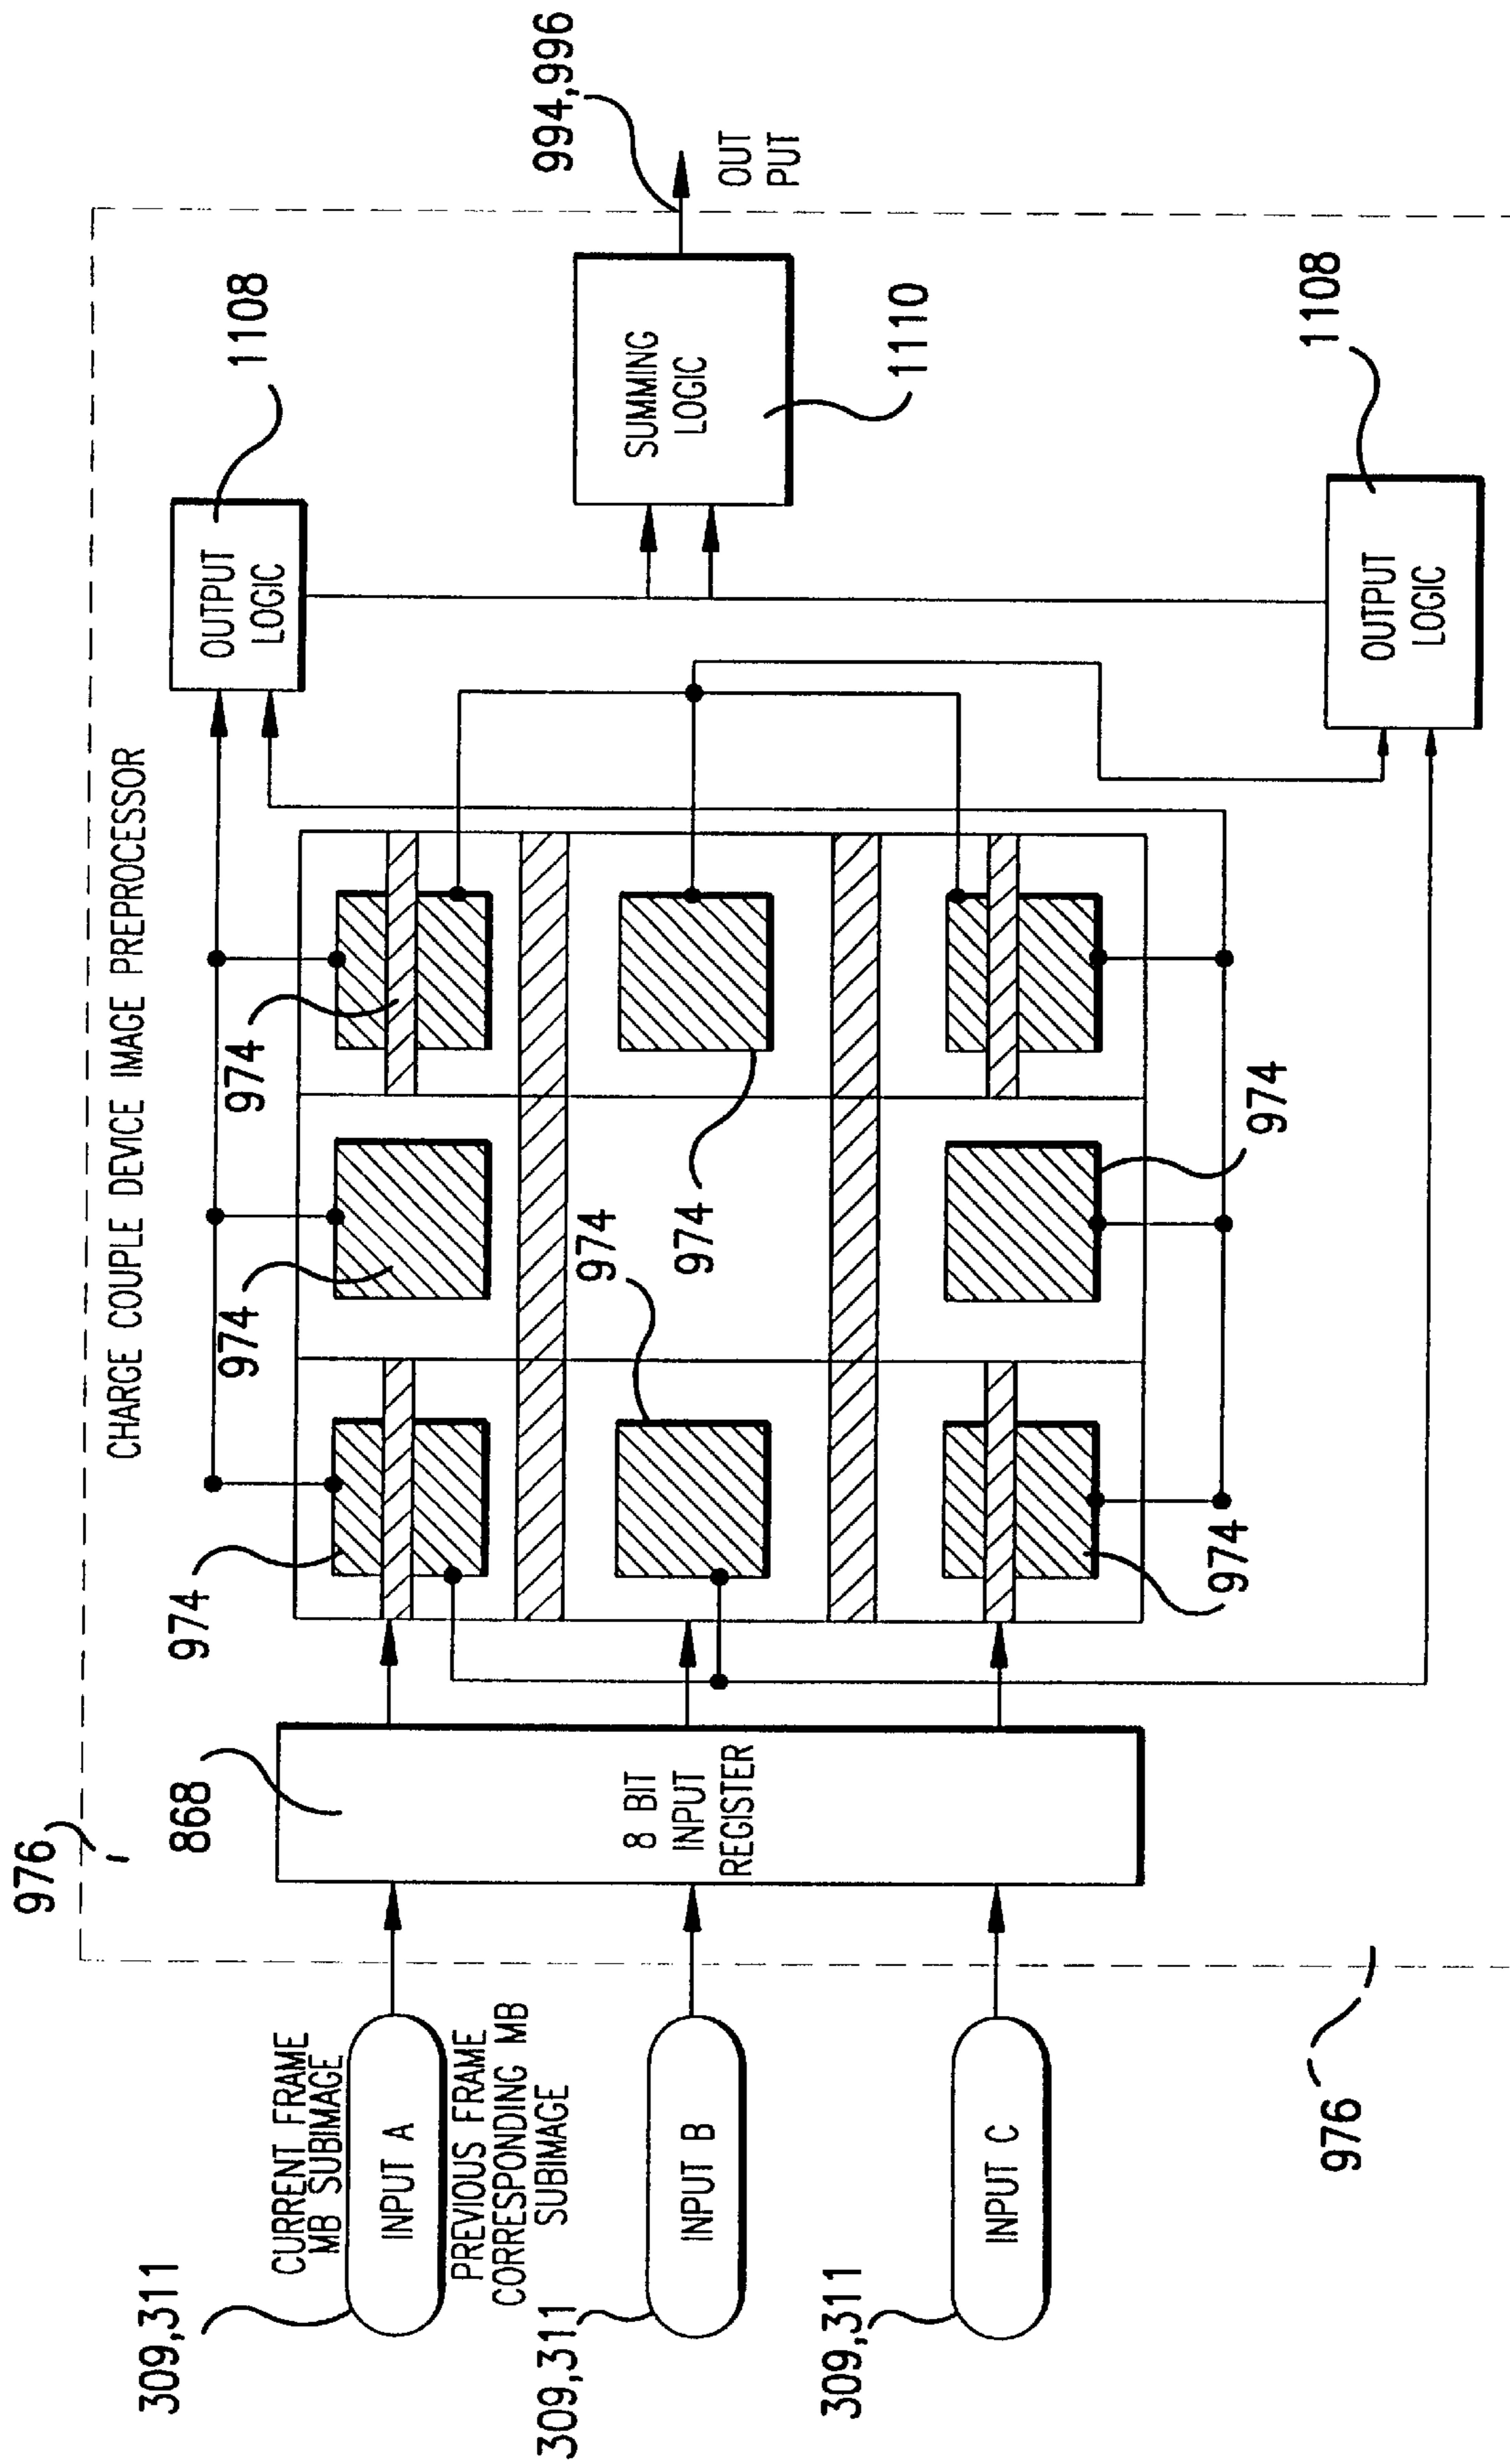 976
CHARGE COUPLE DEVICE IMAGE PREPROCESSOR
309,311
CURRENT FRAME
MB SUBIMAGE
INPUT A
PREVIOUS FRAME
CORRESPONDING MB
SUBIMAGE
309,311
INPUT B
309,311
INPUT C
976
868
8 BIT
INPUT
REGISTER
974
974
974
974
974
974
974
OUTPUT
LOGIC
1108
SUMMING
LOGIC
1110
994,996
OUT
PUT
OUTPUT
LOGIC
1108